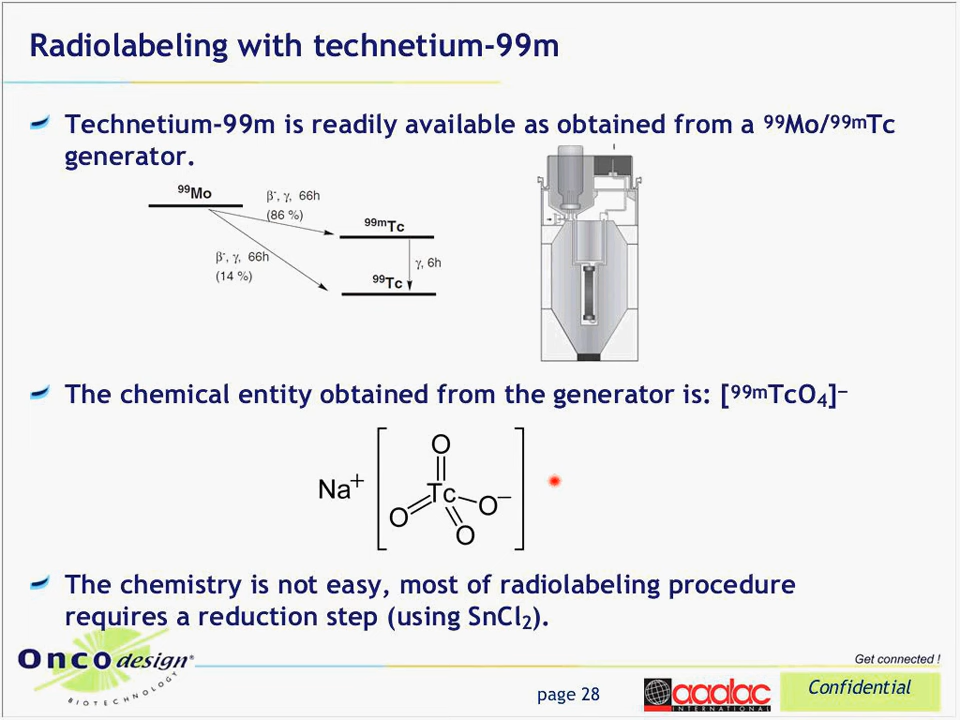 Radiolabeling with technetium-99m
Technetium-99m is readily available as obtained from a ⁹⁹Mo/⁹⁹ᵐTc
generator.
⁹⁹Mo
β⁻, γ, 66h
(86 %)
⁹⁹ᵐTc
β⁻, γ, 66h
(14 %)
γ, 6h
⁹⁹Tc
The chemical entity obtained from the generator is: [⁹⁹ᵐTcO₄]⁻
O
Na⁺
Tc
O⁻
O
O
The chemistry is not easy, most of radiolabeling procedure
requires a reduction step (using SnCl₂).
Oncodesign®
BIOTECHNOLOGY
Get connected !
page 28
aaalac
INTERNATIONAL
Confidential